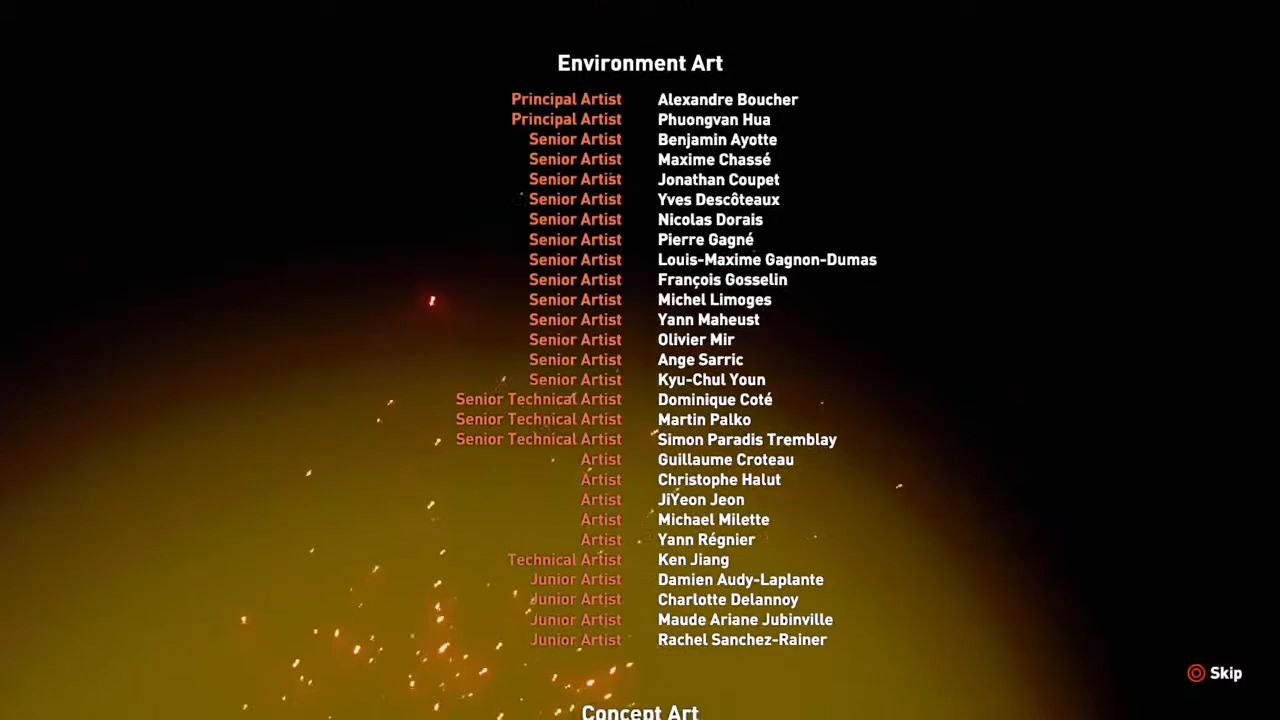 Environment Art
Principal Artist Alexandre Boucher
Principal Artist Phuongvan Hua
Senior Artist Benjamin Ayotte
Senior Artist Maxime Chassé
Senior Artist Jonathan Coupet
Senior Artist Yves Descôteaux
Senior Artist Nicolas Dorais
Senior Artist Pierre Gagné
Senior Artist Louis-Maxime Gagnon-Dumas
Senior Artist François Gosselin
Senior Artist Michel Limoges
Senior Artist Yann Maheust
Senior Artist Olivier Mir
Senior Artist Ange Sarric
Senior Artist Kyu-Chul Youn
Senior Technical Artist Dominique Coté
Senior Technical Artist Martin Palko
Senior Technical Artist Simon Paradis Tremblay
Artist Guillaume Croteau
Artist Christophe Halut
Artist JiYeon Jeon
Artist Michael Milette
Artist Yann Régnier
Technical Artist Ken Jiang
Junior Artist Damien Audy-Laplante
Junior Artist Charlotte Delannoy
Junior Artist Maude Ariane Jubinville
Junior Artist Rachel Sanchez-Rainer
Skip
Concept Art